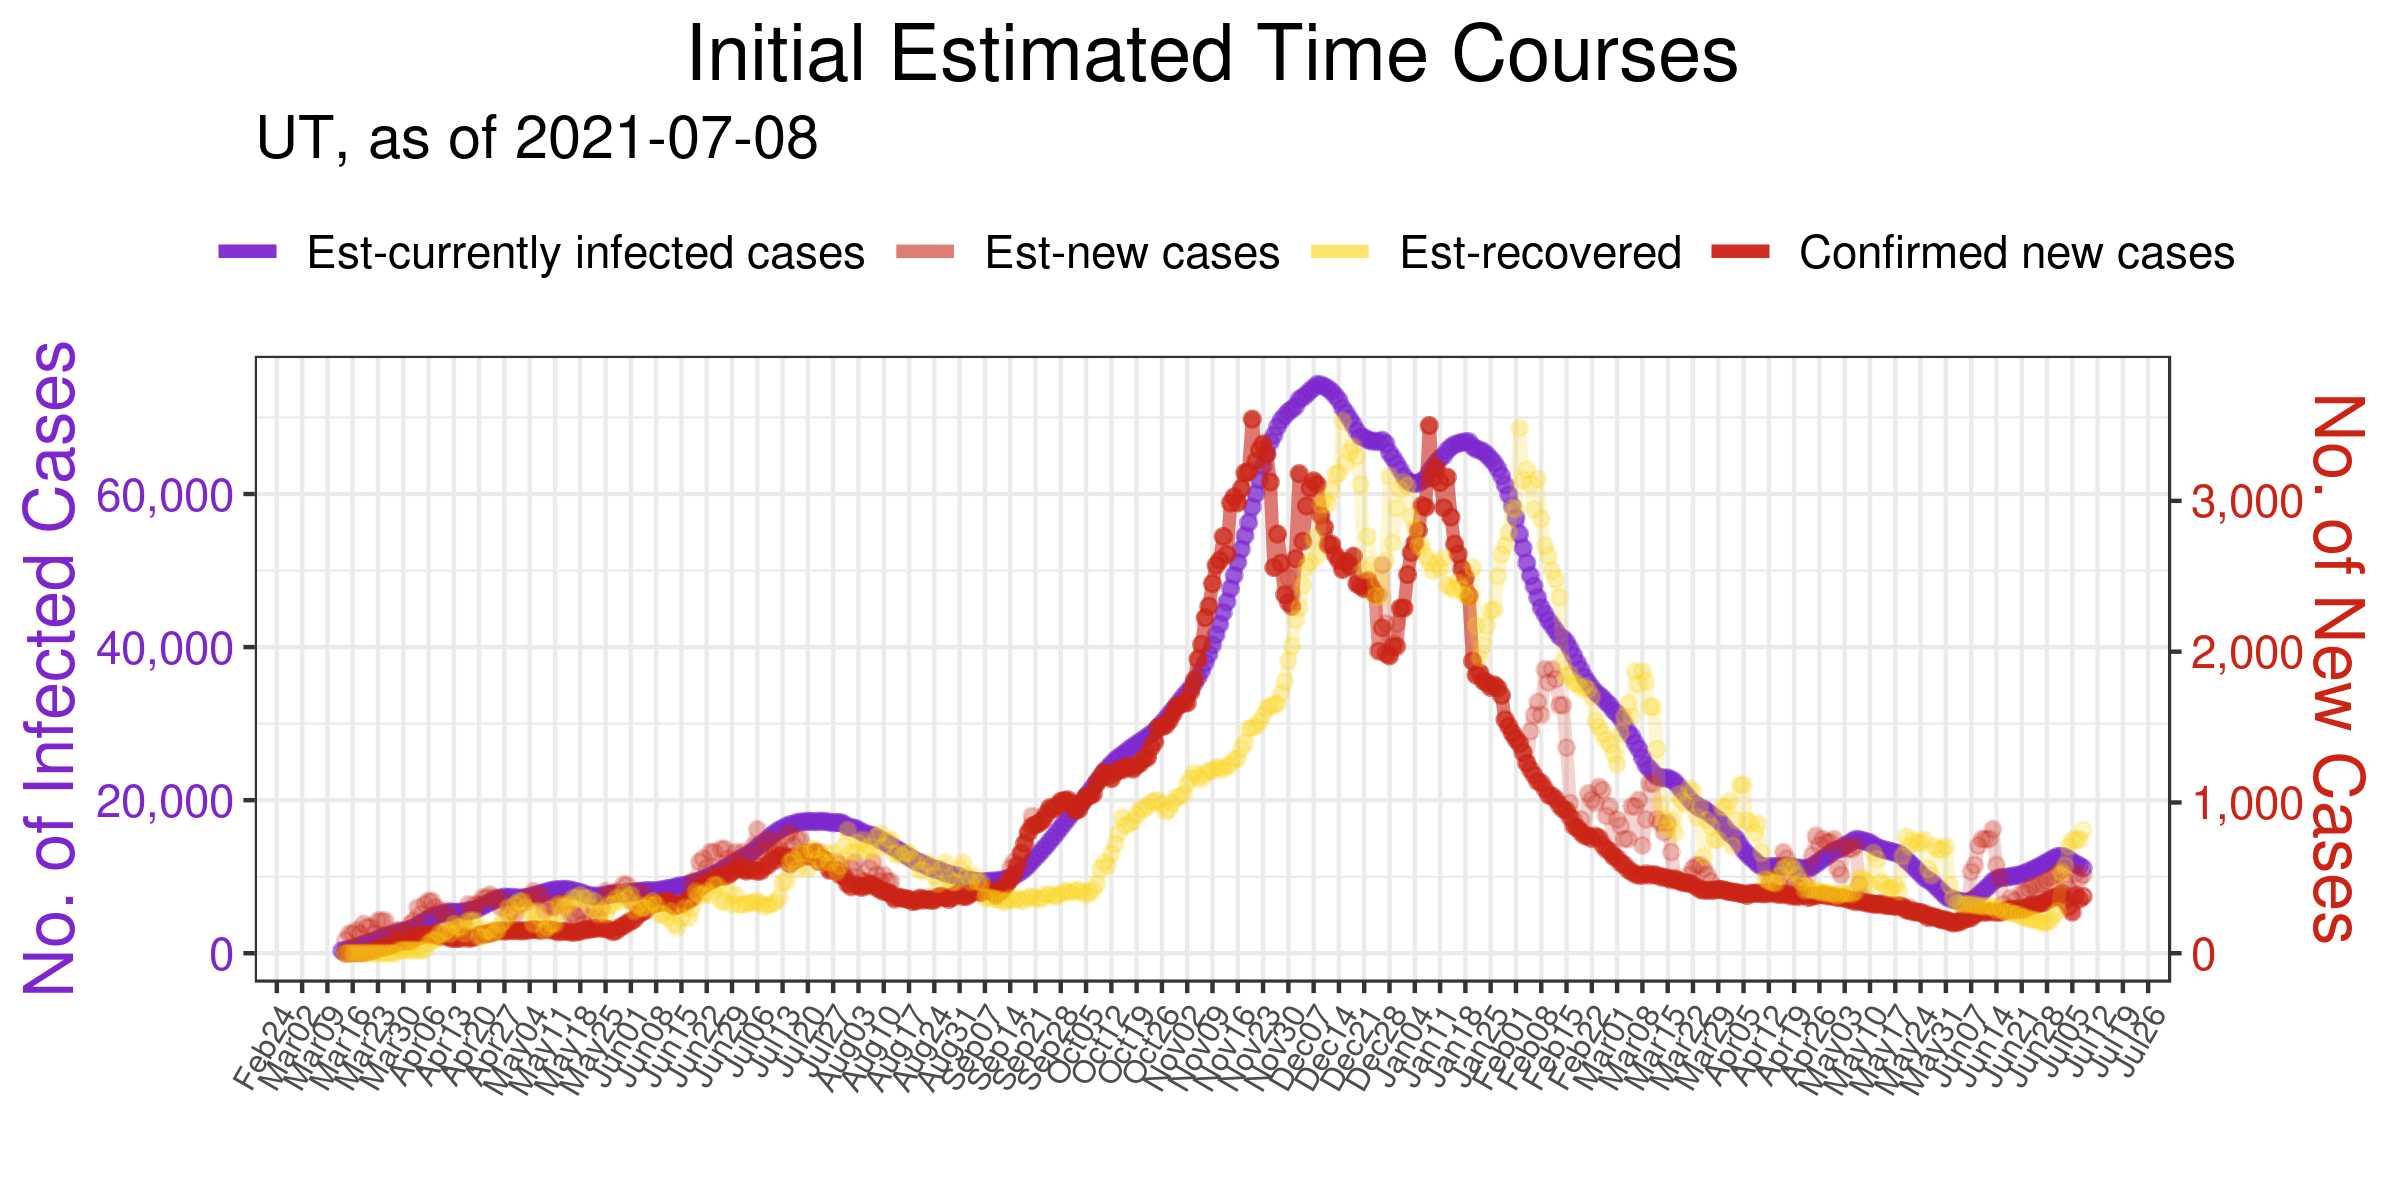 Initial Estimated Time Courses
UT, as of 2021-07-08
Est-currently infected cases
Est-new cases
Est-recovered
Confirmed new cases
No. of Infected Cases
60,000
40,000
20,000
0
No. of New Cases
3,000
2,000
1,000
0
Feb24
Mar02
Mar09
Mar16
Mar23
Mar30
Apr06
Apr13
Apr20
Apr27
May04
May11
May18
May25
Jun01
Jun08
Jun15
Jun22
Jun29
Jul06
Jul13
Jul20
Jul27
Aug03
Aug10
Aug17
Aug24
Aug31
Sep07
Sep14
Sep21
Sep28
Oct05
Oct12
Oct19
Oct26
Nov02
Nov09
Nov16
Nov23
Nov30
Dec07
Dec14
Dec21
Dec28
Jan04
Jan11
Jan18
Jan25
Feb01
Feb08
Feb15
Feb22
Mar01
Mar08
Mar15
Mar22
Mar29
Apr05
Apr12
Apr19
Apr26
May03
May10
May17
May24
May31
Jun07
Jun14
Jun21
Jun28
Jul05
Jul12
Jul19
Jul26